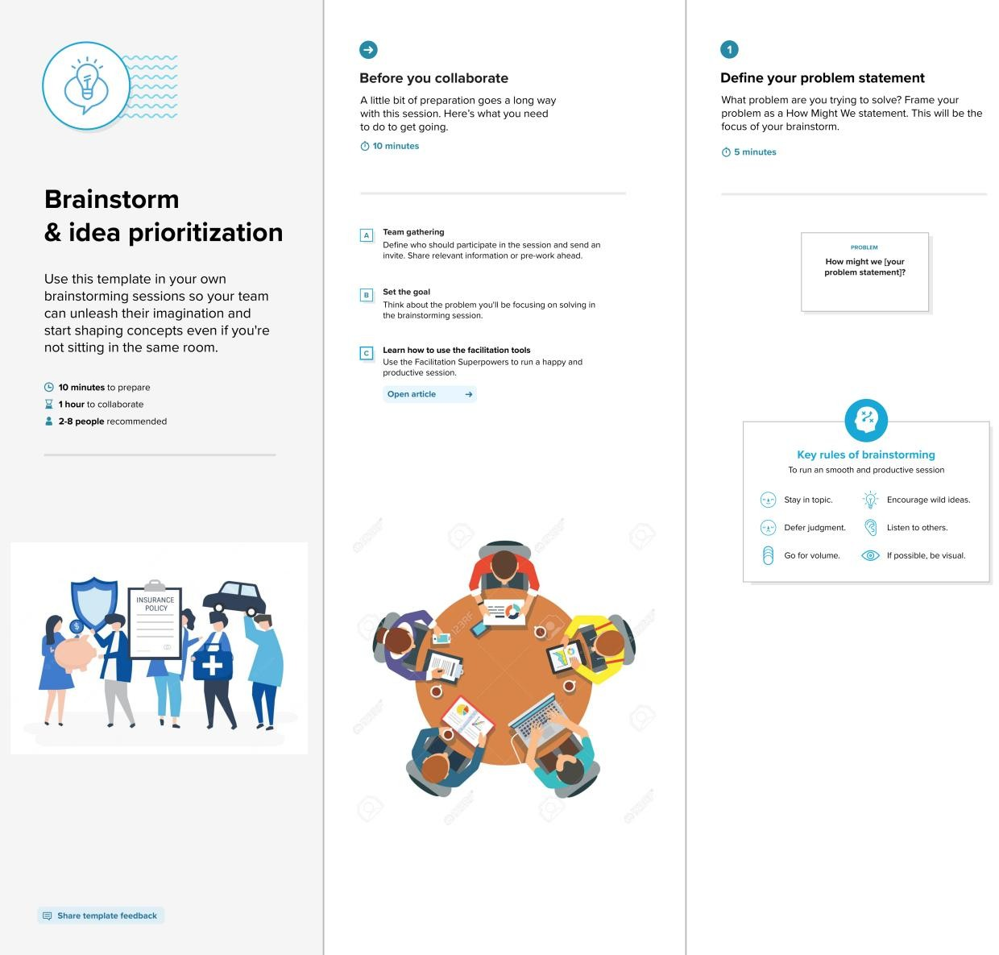 Brainstorm
& idea prioritization
Use this template in your own
brainstorming sessions so your team
can unleash their imagination and
start shaping concepts even if you're
not sitting in the same room.
10 minutes to prepare
1 hour to collaborate
2-8 people recommended
INSURANCE
POLICY
$
Share template feedback
Before you collaborate
A little bit of preparation goes a long way
with this session. Here's what you need
to do to get going.
10 minutes
A
Team gathering
Define who should participate in the session and send an
invite. Share relevant information or pre-work ahead.
B
Set the goal
Think about the problem you'll be focusing on solving in
the brainstorming session.
C
Learn how to use the facilitation tools
Use the Facilitation Superpowers to run a happy and
productive session.
Open article
123RF
1
Define your problem statement
What problem are you trying to solve? Frame your
problem as a How Might We statement. This will be the
focus of your brainstorm.
5 minutes
PROBLEM
How might we [your
problem statement]?
Key rules of brainstorming
To run an smooth and productive session
Stay in topic.
Encourage wild ideas.
Defer judgment.
Listen to others.
Go for volume.
If possible, be visual.